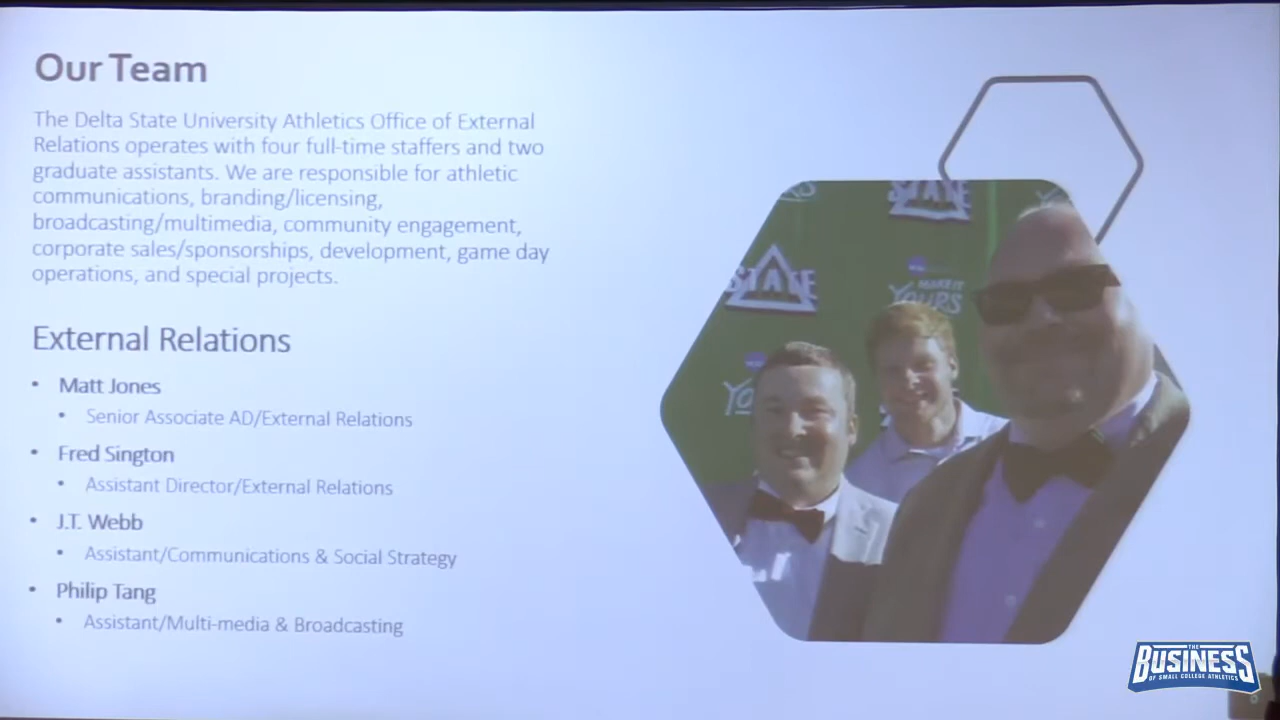 Our Team
The Delta State University Athletics Office of External
Relations operates with four full-time staffers and two
graduate assistants. We are responsible for athletic
communications, branding/licensing,
broadcasting/multimedia, community engagement,
corporate sales/sponsorships, development, game day
operations, and special projects.
External Relations
• Matt Jones
• Senior Associate AD/External Relations
• Fred Sington
• Assistant Director/External Relations
• J.T. Webb
• Assistant/Communications & Social Strategy
• Philip Tang
• Assistant/Multi-media & Broadcasting
STATE
STATE
MAKE IT
YOURS
THE
BUSINESS
OF SMALL COLLEGE ATHLETICS